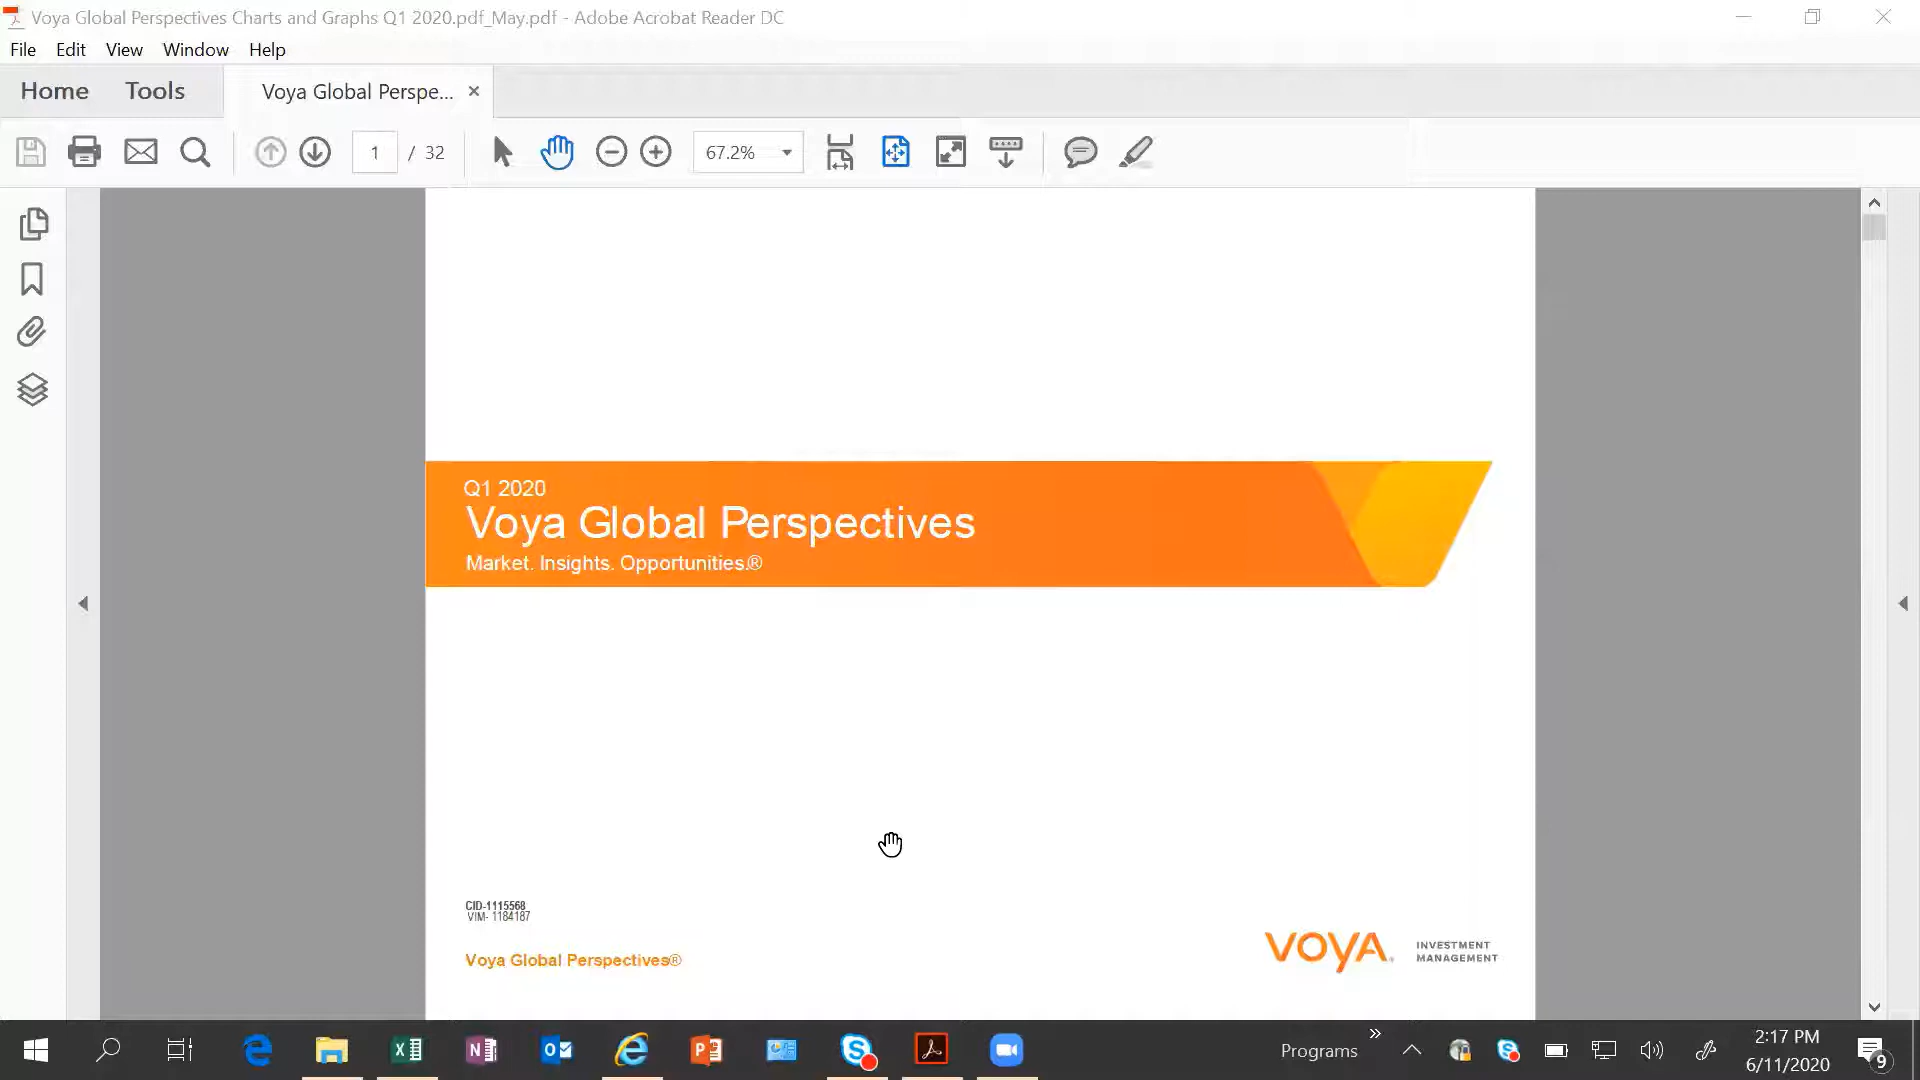 Voya Global Perspectives Charts and Graphs Q1 2020.pdf_May.pdf - Adobe Acrobat Reader DC
File Edit View Window Help
Home Tools Voya Global Perspe...
1 / 32 67.2%
Q1 2020
Voya Global Perspectives
Market. Insights. Opportunities.®
CID-1115568
VIM- 1184187
Voya Global Perspectives®
VOYA® INVESTMENT
MANAGEMENT
Programs
2:17 PM
6/11/2020
9